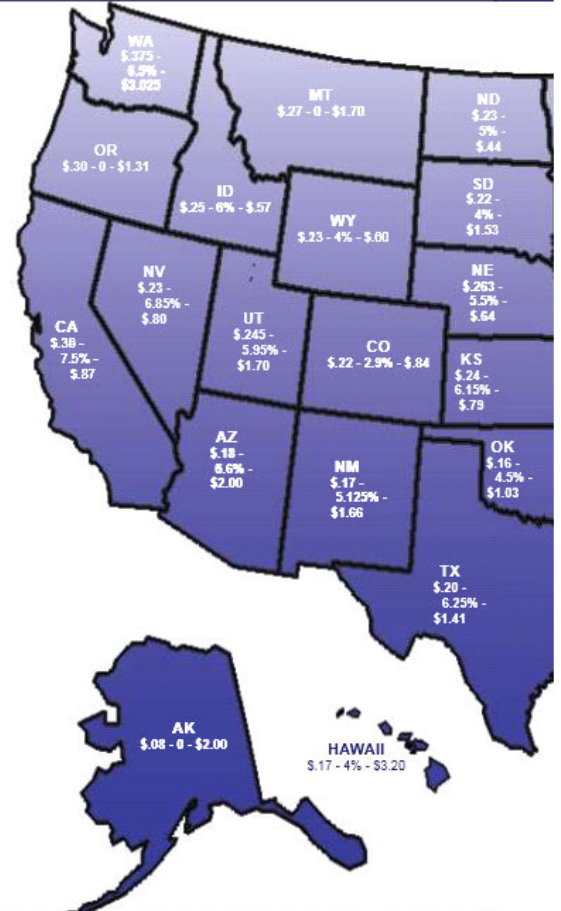 WA
$.375 -
6.5% -
$3.025
MT
$.27 - 0 - $1.70
ND
$.23 -
5% -
$.44
OR
$.30 - 0 - $1.31
ID
$.25 - 6% - $.57
WY
$.23 - 4% - $.60
SD
$.22 -
4% -
$1.53
NV
$.23 -
6.85% -
$.80
UT
$.245 -
5.95% -
$1.70
NE
$.263 -
5.5% -
$.64
CA
7.5% -
$.87
CO
$.22 - 2.9% - $.84
KS
$.24 -
6.15% -
$.79
AZ
$.18 -
6.6% -
$2.00
NM
$.17 -
5.125% -
$1.66
OK
$.16 -
4.5% -
$1.03
TX
$.20 -
6.25% -
$1.41
AK
$.08 - 0 - $2.00
HAWAII
$.17 - 4% - $3.20